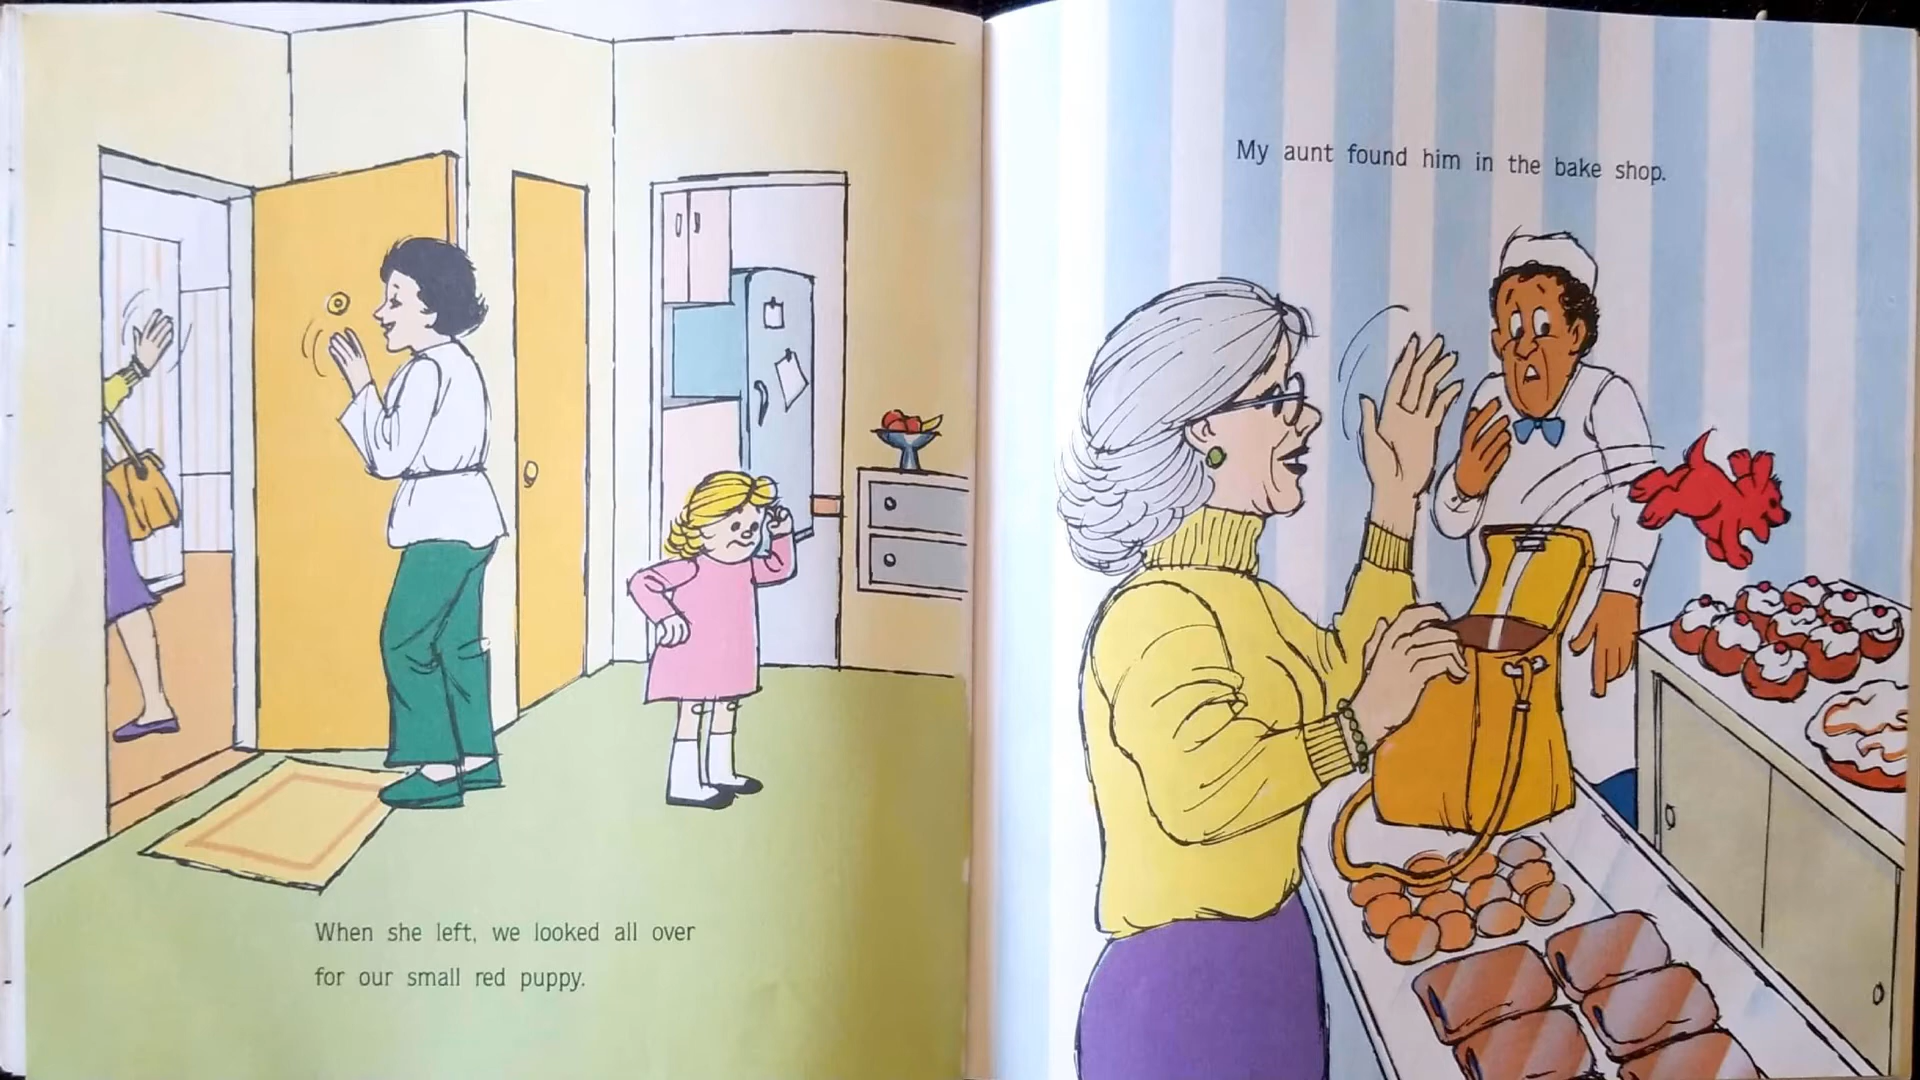 When she left, we looked all over
for our small red puppy.
My aunt found him in the bake shop.